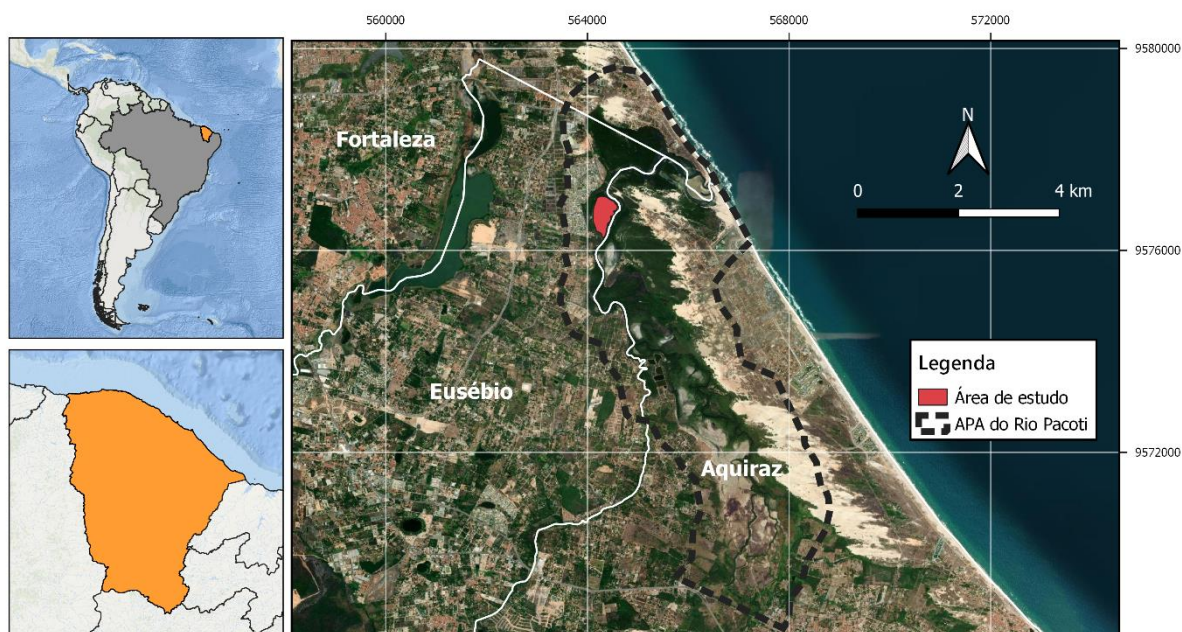 560000
564000
568000
572000
9580000
Fortaleza
N
0 2 4 km
9576000
Legenda
Área de estudo
APA do Rio Pacoti
Eusébio
Aquiraz
9572000